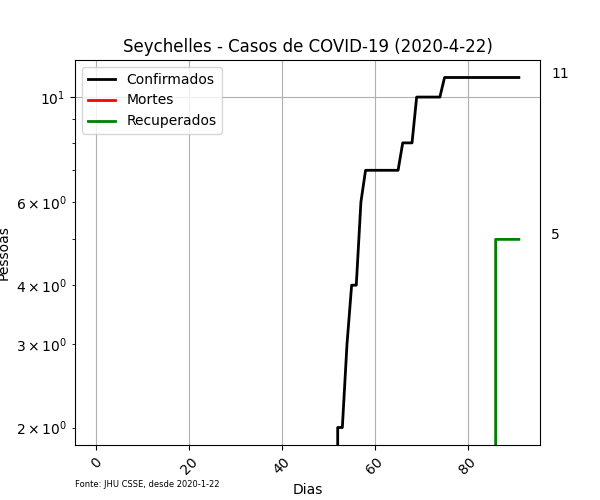 Seychelles - Casos de COVID-19 (2020-4-22)
Confirmados
Mortes
Recuperados
11
5
10¹
6 × 10⁰
4 × 10⁰
3 × 10⁰
2 × 10⁰
Pessoas
0
20
40
60
80
Dias
Fonte: JHU CSSE, desde 2020-1-22